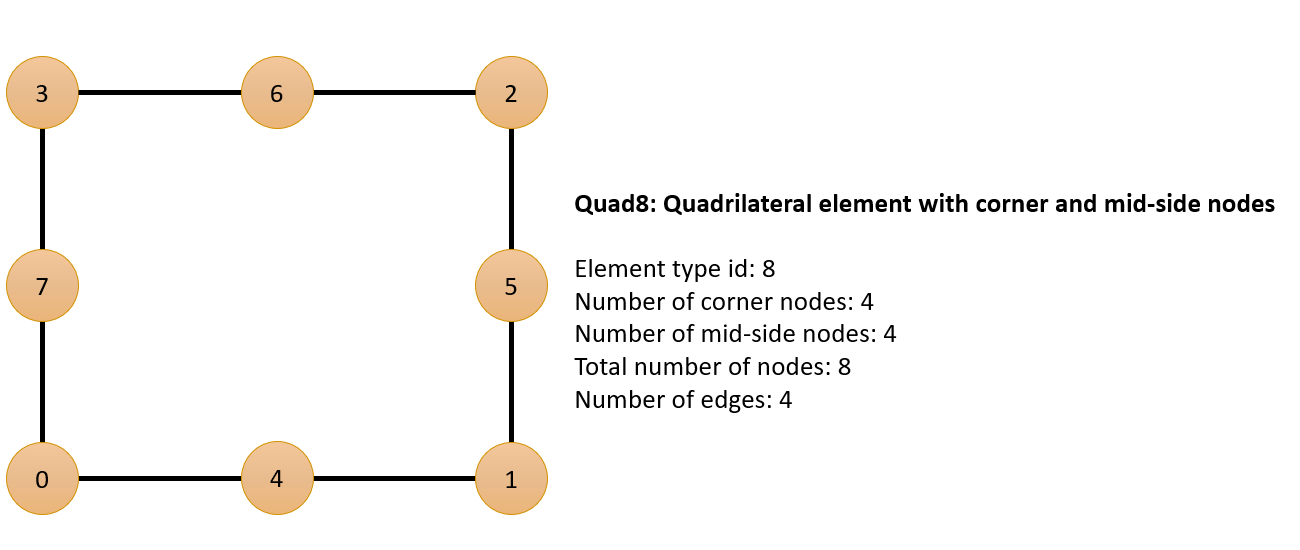 3 6 2
Quad8: Quadrilateral element with corner and mid-side nodes
Element type id: 8
7 5
Number of corner nodes: 4
Number of mid-side nodes: 4
Total number of nodes: 8
Number of edges: 4
0 4 1